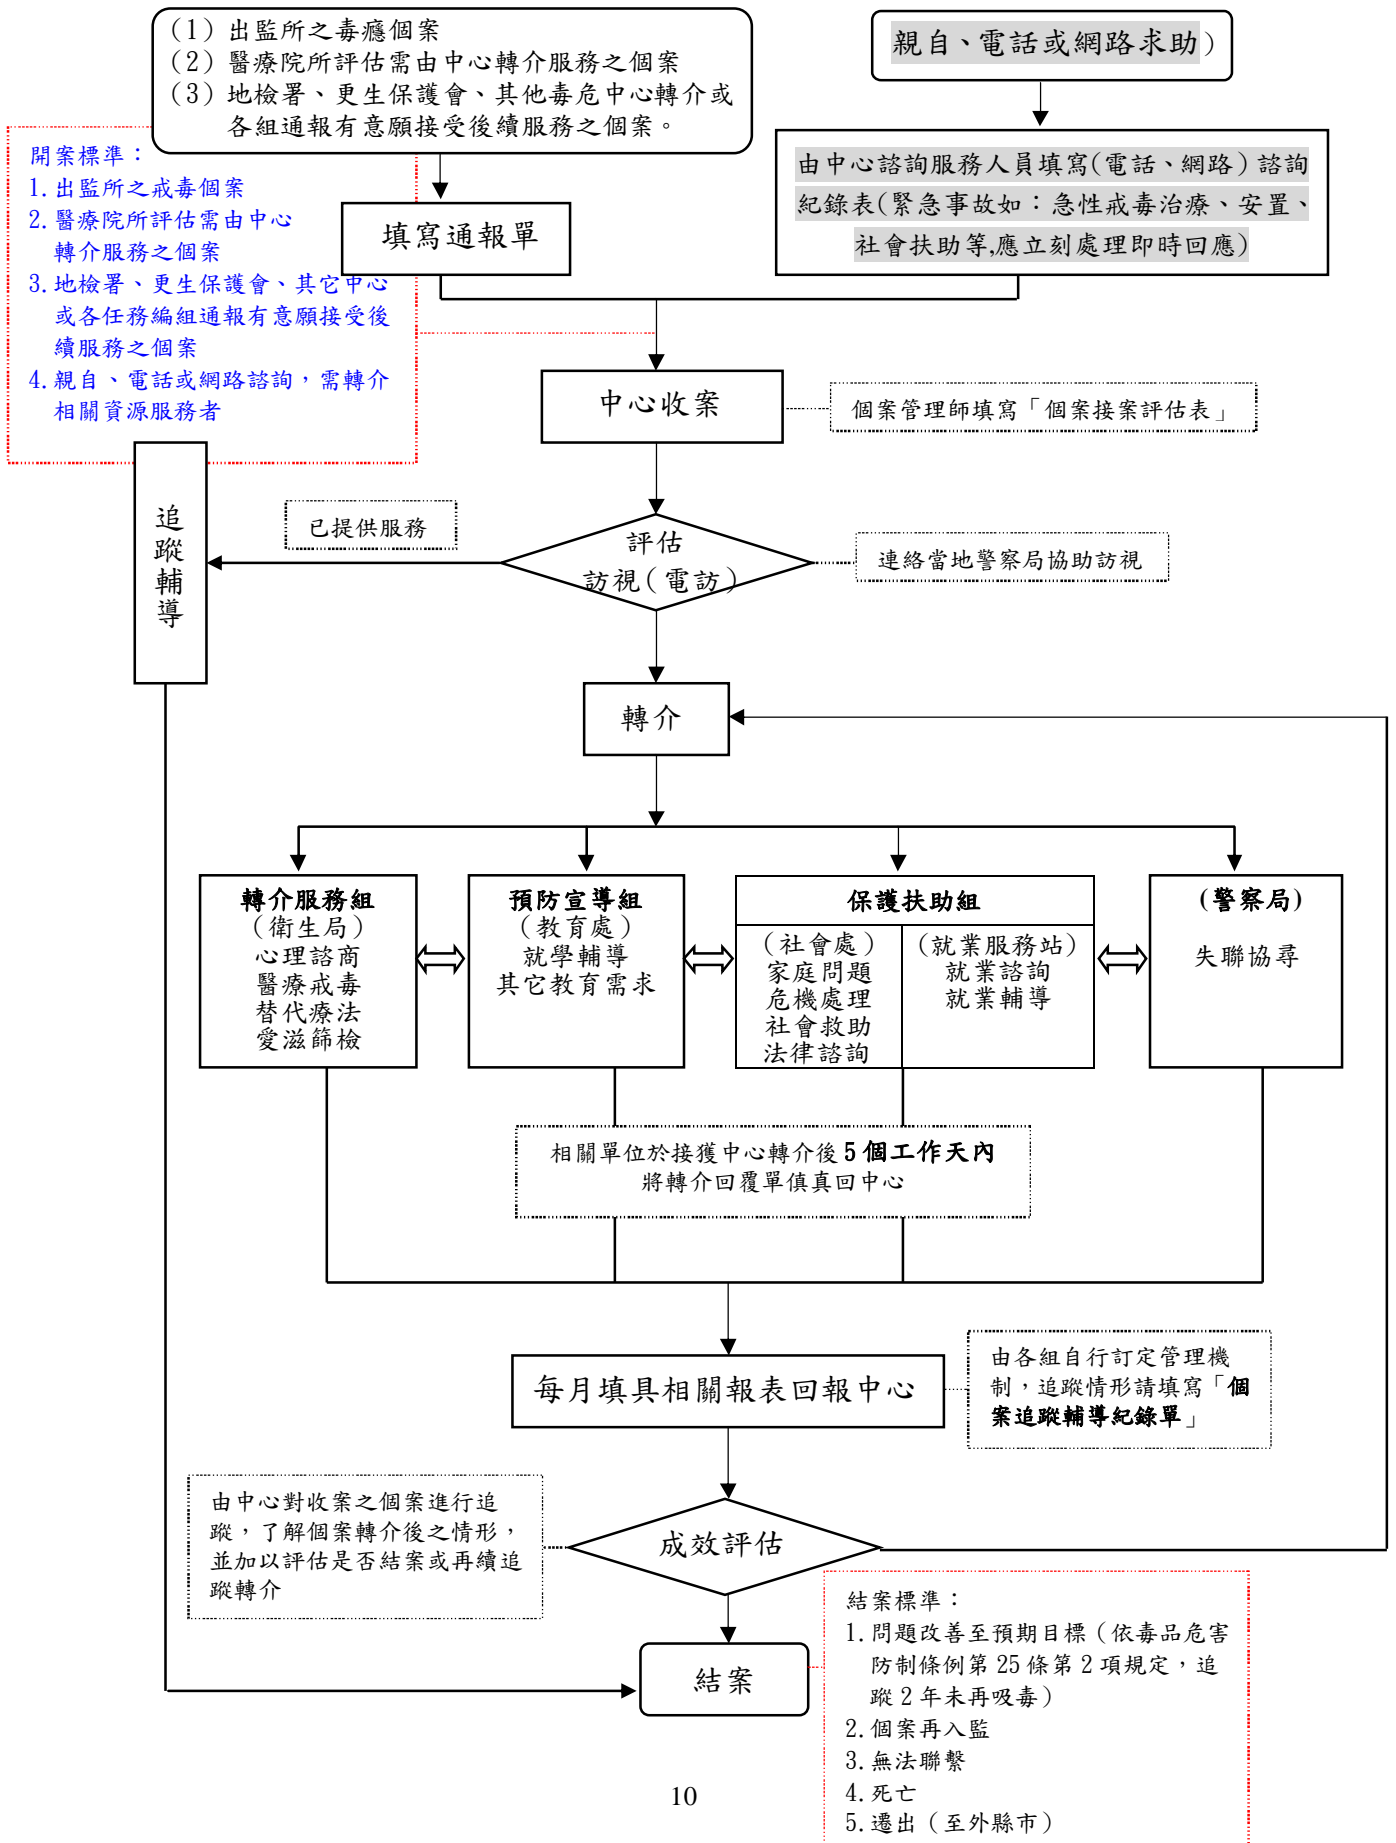 （1）出監所之毒癮個案
（2）醫療院所評估需由中心轉介服務之個案
（3）地檢署、更生保護會、其他毒危中心轉介或
各組通報有意願接受後續服務之個案。
親自、電話或網路求助）
開案標準：
1.出監所之戒毒個案
2.醫療院所評估需由中心
轉介服務之個案
3.地檢署、更生保護會、其它中心
或各任務編組通報有意願接受後
續服務之個案
4.親自、電話或網路諮詢，需轉介
相關資源服務者
填寫通報單
由中心諮詢服務人員填寫(電話、網路）諮詢
紀錄表(緊急事故如：急性戒毒治療、安置、
社會扶助等,應立刻處理即時回應)
中心收案
個案管理師填寫「個案接案評估表」
追蹤輔導
已提供服務
評估
訪視（電訪）
連絡當地警察局協助訪視
轉介
轉介服務組
（衛生局）
心理諮商
醫療戒毒
替代療法
愛滋篩檢
預防宣導組
（教育處）
就學輔導
其它教育需求
保護扶助組
（社會處）
家庭問題
危機處理
社會救助
法律諮詢
（就業服務站）
就業諮詢
就業輔導
(警察局)
失聯協尋
相關單位於接獲中心轉介後 5 個工作天內
將轉介回覆單傎真回中心
每月填具相關報表回報中心
由各組自行訂定管理機
制，追蹤情形請填寫「個
案追蹤輔導紀錄單」
由中心對收案之個案進行追
蹤，了解個案轉介後之情形，
並加以評估是否結案或再續追
蹤轉介
成效評估
結案
結案標準：
1.問題改善至預期目標（依毒品危害
防制條例第 25 條第 2 項規定，追
蹤 2 年未再吸毒）
2.個案再入監
3.無法聯繫
4.死亡
5.遷出（至外縣市）
10